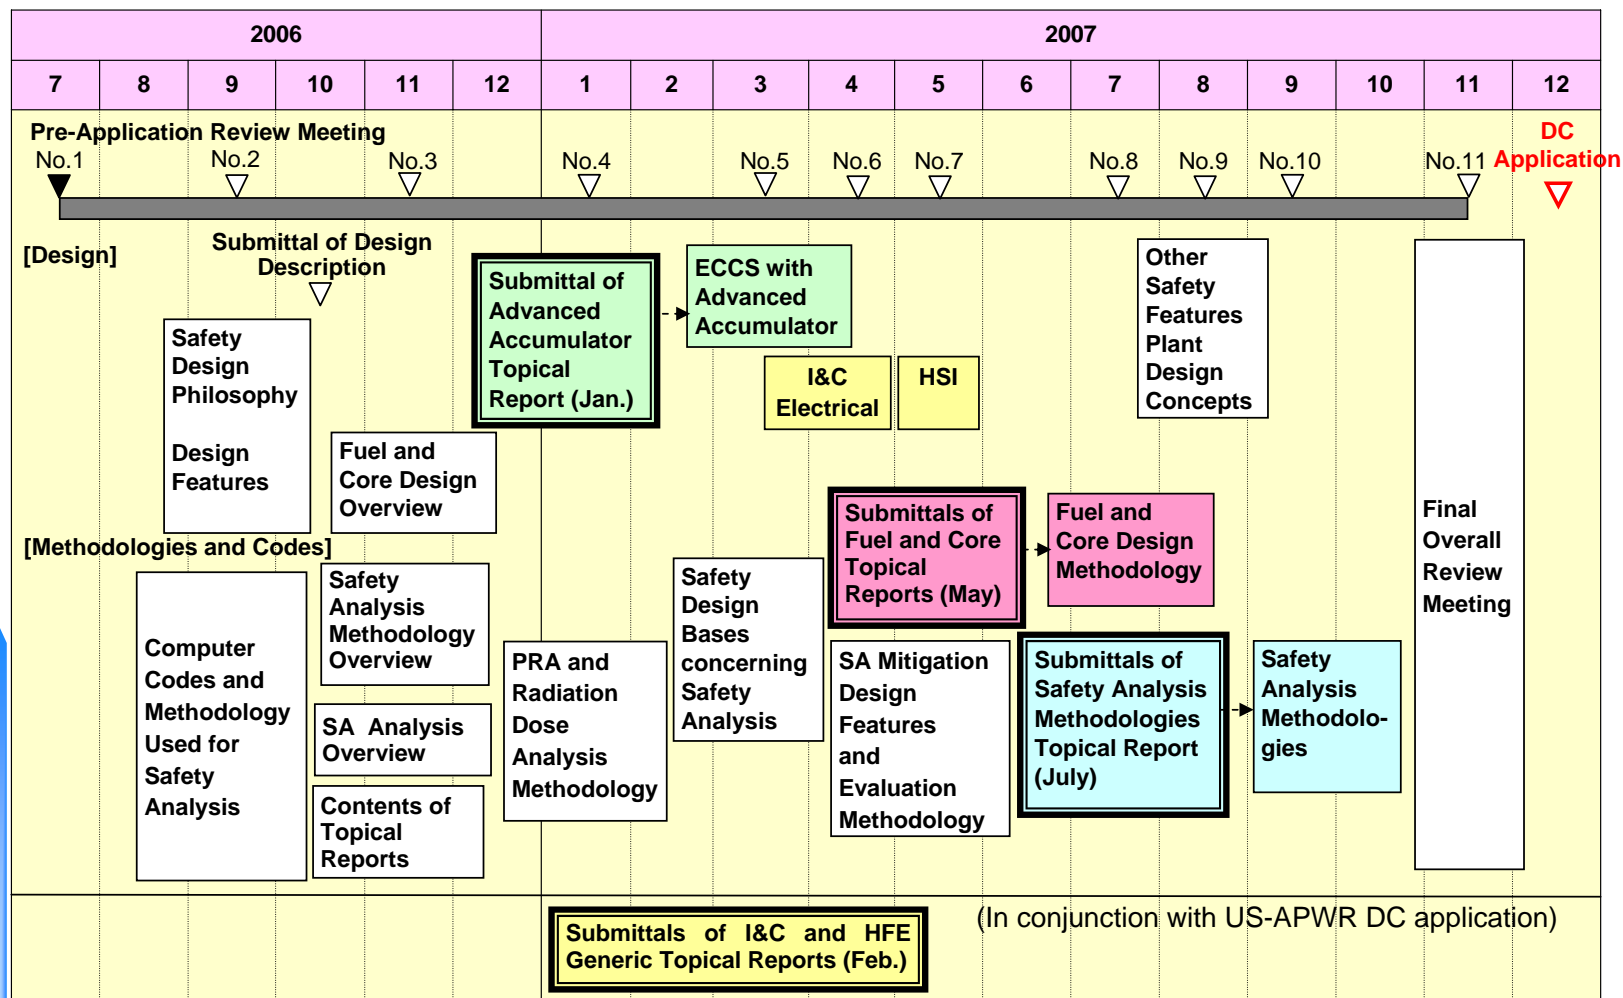 2006 2007
7 8 9 10 11 12 1 2 3 4 5 6 7 8 9 10 11 12
Pre-Application Review Meeting
No.1 No.2 No.3 No.4 No.5 No.6 No.7 No.8 No.9 No.10 No.11
DC
Application
[Design]
Submittal of Design
Description
Safety
Design
Philosophy
Design
Features
Fuel and
Core Design
Overview
Submittal of
Advanced
Accumulator
Topical
Report (Jan.)
ECCS with
Advanced
Accumulator
I&C
Electrical
HSI
Other
Safety
Features
Plant
Design
Concepts
Final
Overall
Review
Meeting
Submittals of
Fuel and Core
Topical
Reports (May)
Fuel and
Core Design
Methodology
[Methodologies and Codes]
Computer
Codes and
Methodology
Used for
Safety
Analysis
Safety
Analysis
Methodology
Overview
SA Analysis
Overview
Contents of
Topical
Reports
PRA and
Radiation
Dose
Analysis
Methodology
Safety
Design
Bases
concerning
Safety
Analysis
SA Mitigation
Design
Features
and
Evaluation
Methodology
Submittals of
Safety Analysis
Methodologies
Topical Report
(July)
Safety
Analysis
Methodolo-
gies
Submittals of I&C and HFE
Generic Topical Reports (Feb.)
(In conjunction with US-APWR DC application)